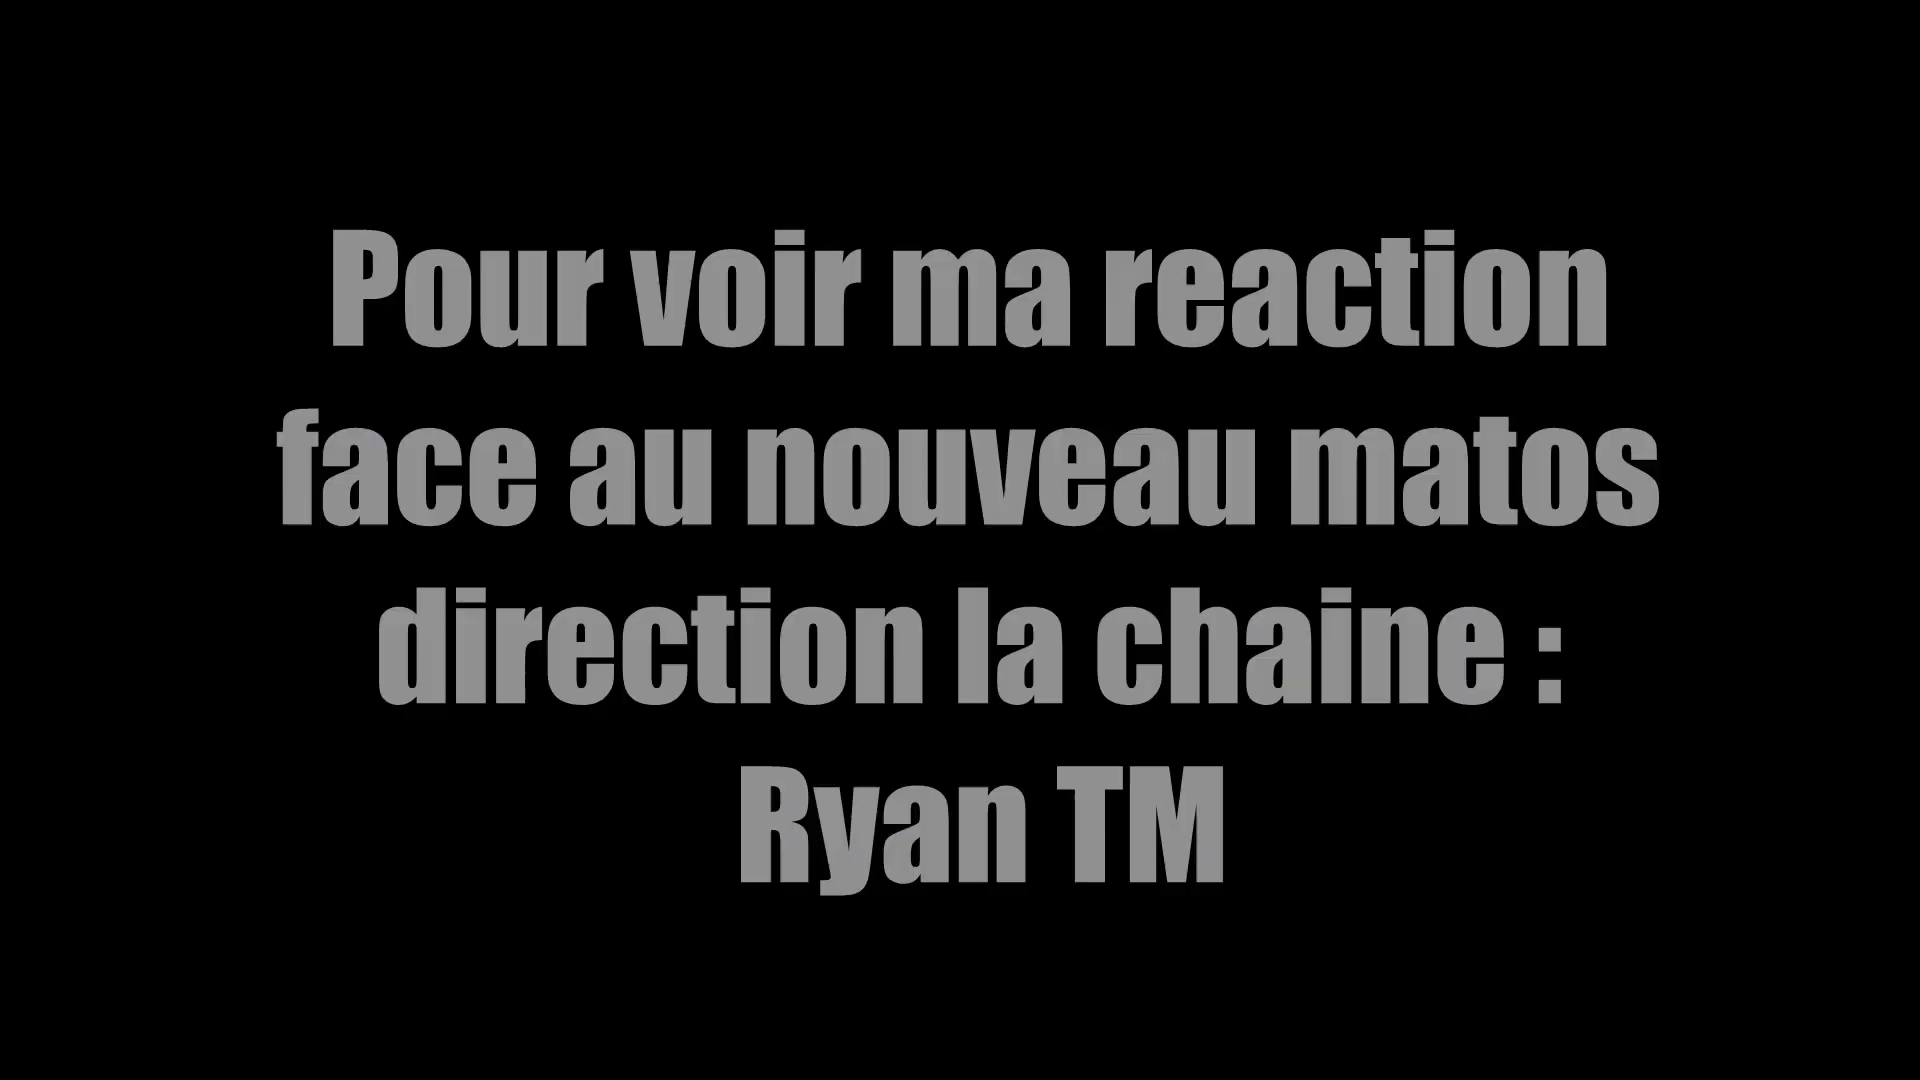 Pour voir ma reaction
face au nouveau matos
direction la chaine :
Ryan TM